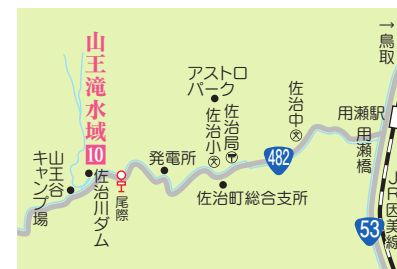 →鳥取
山王滝水域 10
アストロ
パーク
佐治中
佐治局
佐治小
用瀬駅
用瀬橋
482
発電所
山王谷
キャンプ場
佐治川ダム
尾際
佐治町総合支所
53
JR因美線